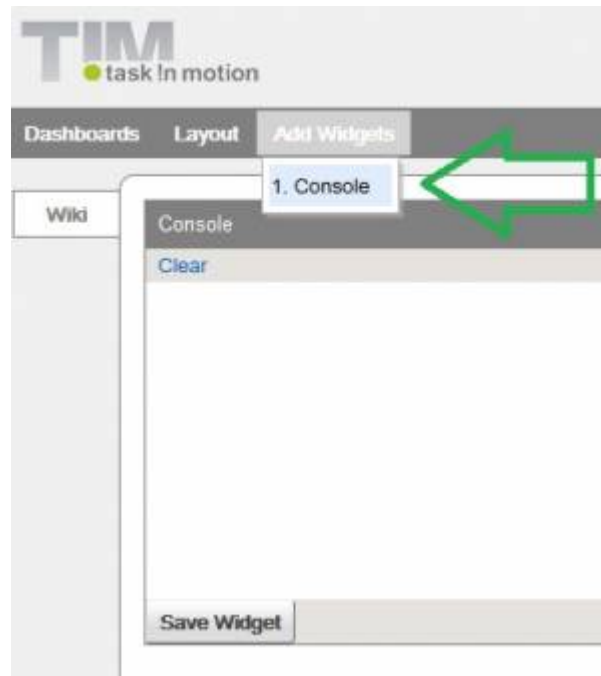 TIM
task !n motion
Dashboards Layout Add Widgets
1. Console
Wiki
Console
Clear
Save Widget